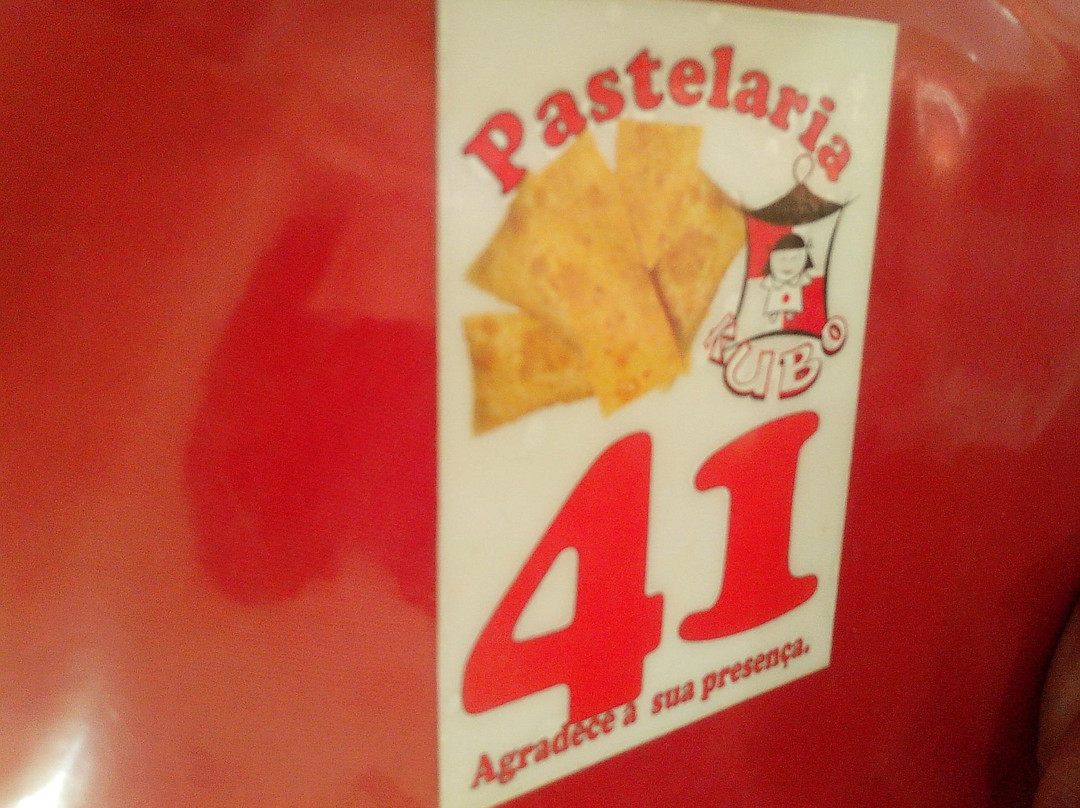 Pastelaria
KUBO
41
Agradece a sua presença.